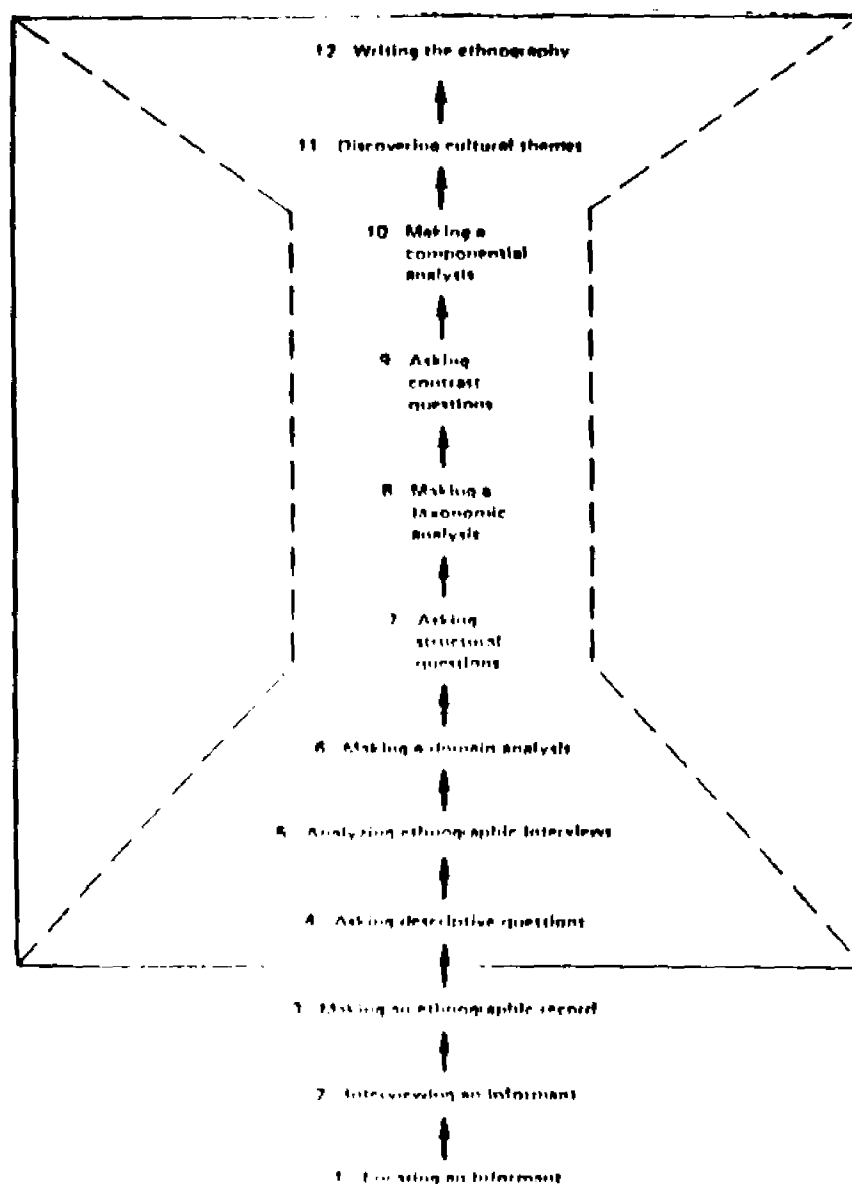 12 Writing the ethnography
11 Discovering cultural themes
10 Making a
componential
analysis
9 Asking
contrast
questions
8 Making a
taxonomic
analysis
7 Asking
structural
questions
6 Making a domain analysis
5 Analyzing ethnographic interviews
4 Asking descriptive questions
3 Making an ethnographic record
2 Interviewing an informant
1 Locating an informant